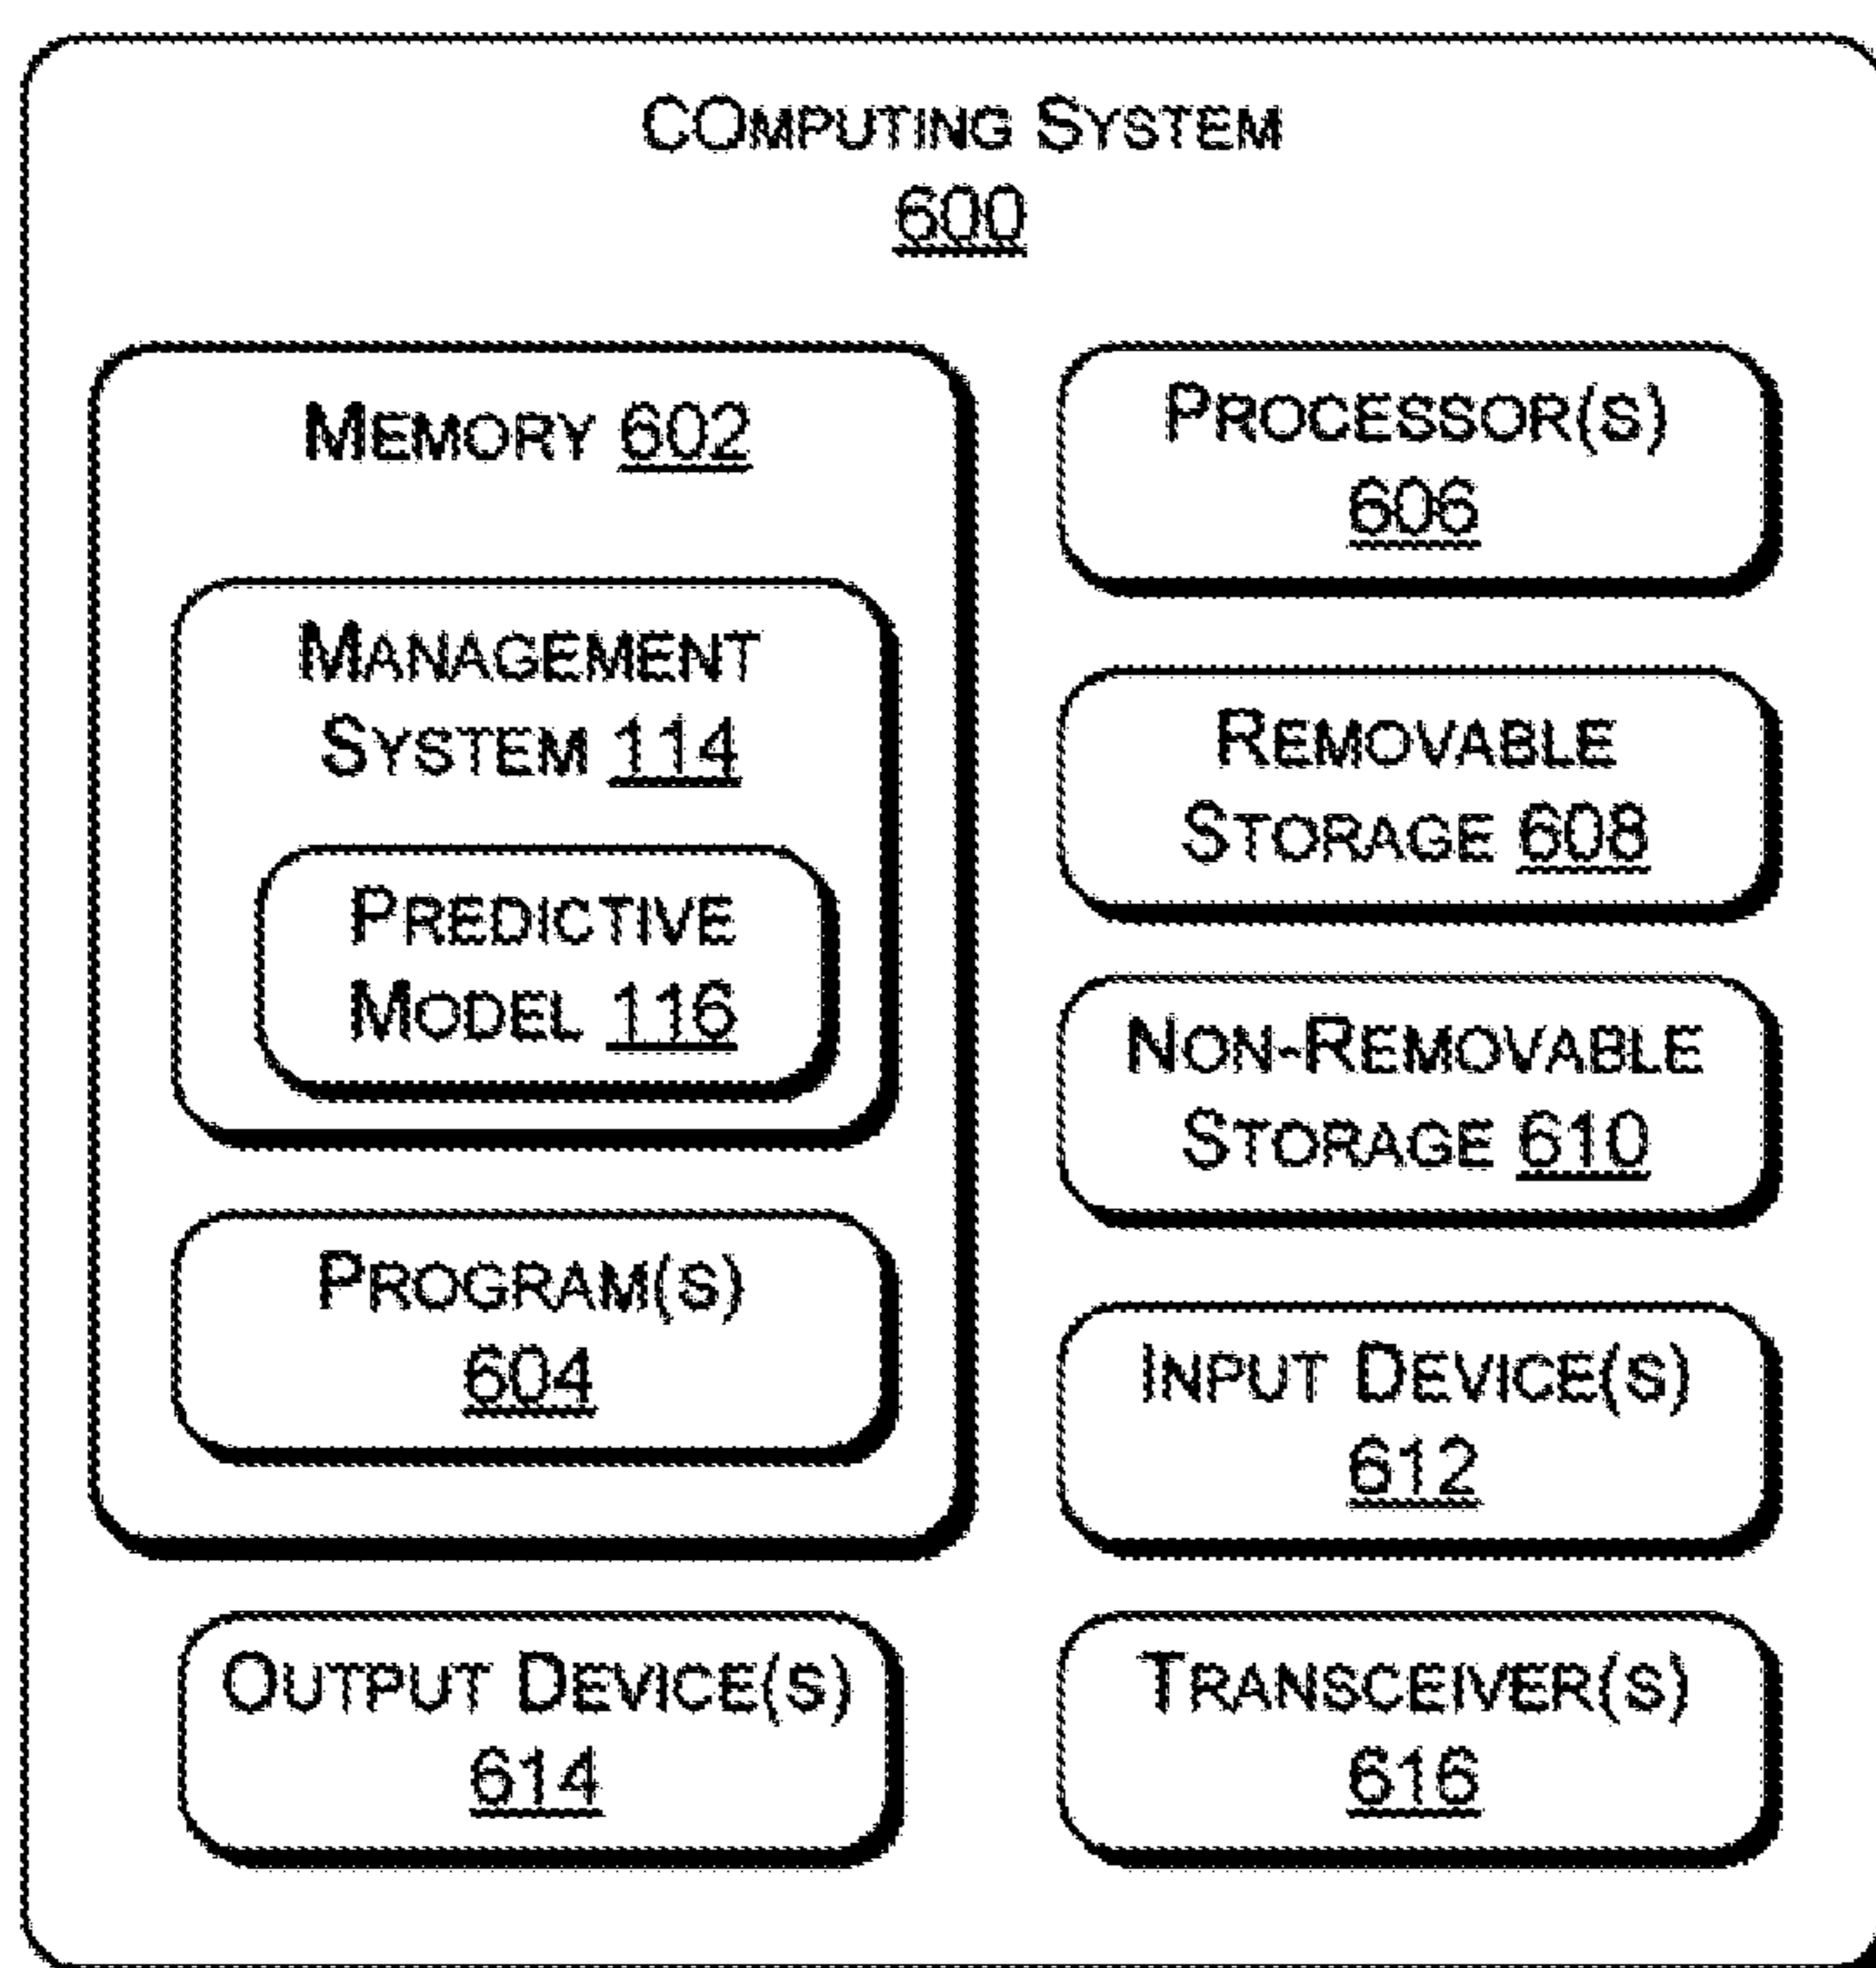 COMPUTING SYSTEM
600
MEMORY 602
MANAGEMENT
SYSTEM 114
PREDICTIVE
MODEL 116
PROGRAM(S)
604
PROCESSOR(S)
606
REMOVABLE
STORAGE 608
NON-REMOVABLE
STORAGE 610
INPUT DEVICE(S)
612
OUTPUT DEVICE(S)
614
TRANSCEIVER(S)
616